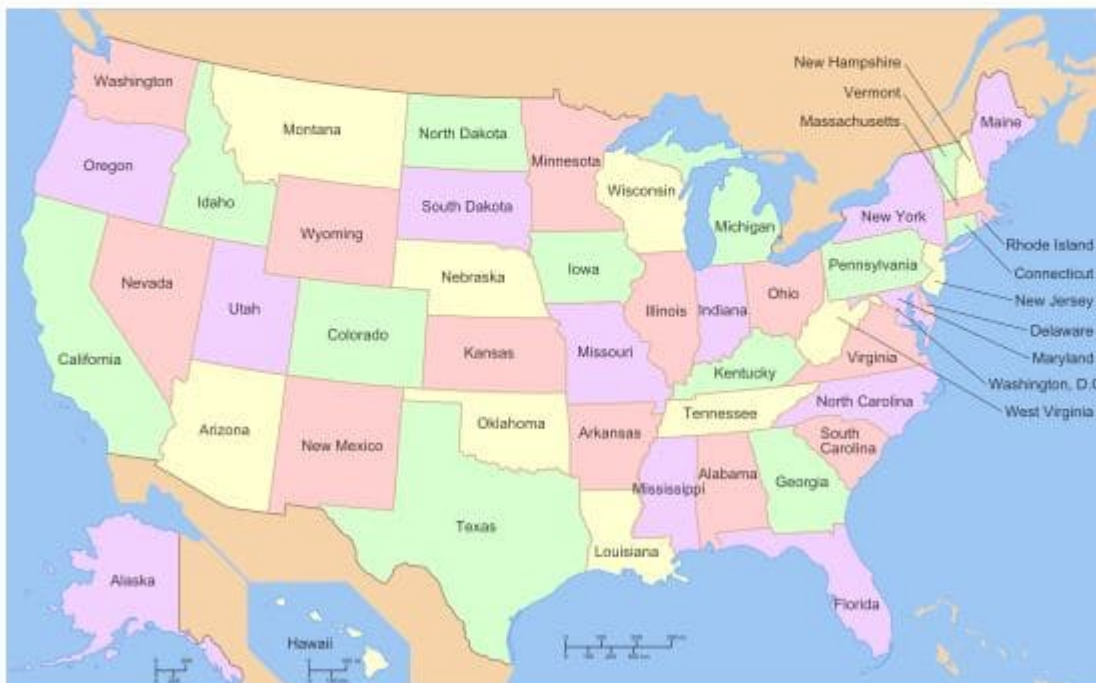 New Hampshire
Vermont
Massachusetts
Washington
Montana
North Dakota
Minnesota
Maine
Oregon
Idaho
Wisconsin
South Dakota
Wyoming
Michigan
New York
Rhode Island
Pennsylvania
Connecticut
Nebraska
Iowa
Nevada
Utah
Illinois
Indiana
Ohio
New Jersey
Colorado
Delaware
California
Kansas
Missouri
Virginia
Maryland
Kentucky
Washington, D.C
North Carolina
West Virginia
Tennessee
Oklahoma
Arizona
Arkansas
South
Carolina
New Mexico
Alabama
Georgia
Mississippi
Texas
Louisiana
Alaska
Florida
Hawaii